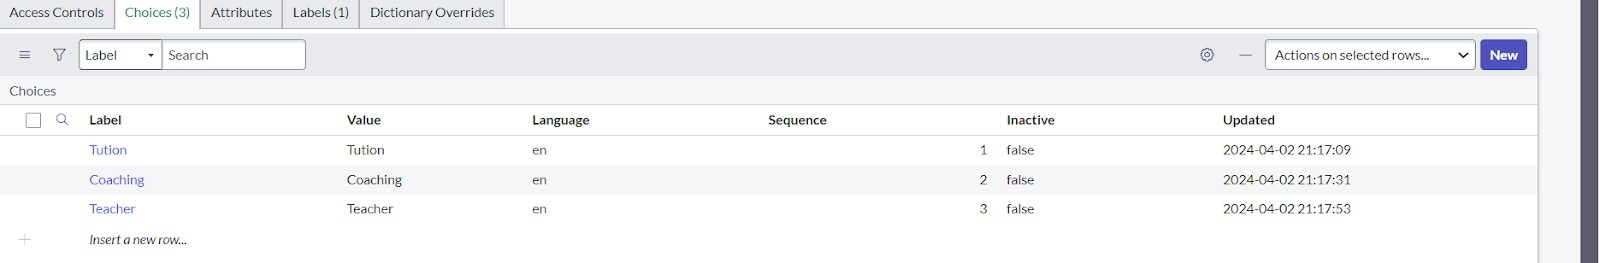 Access Controls Choices (3) Attributes Labels (1) Dictionary Overrides
Label Search Actions on selected rows... New
Choices
Label Value Language Sequence Inactive Updated
Tution Tution en 1 false 2024-04-02 21:17:09
Coaching Coaching en 2 false 2024-04-02 21:17:31
Teacher Teacher en 3 false 2024-04-02 21:17:53
Insert a new row...